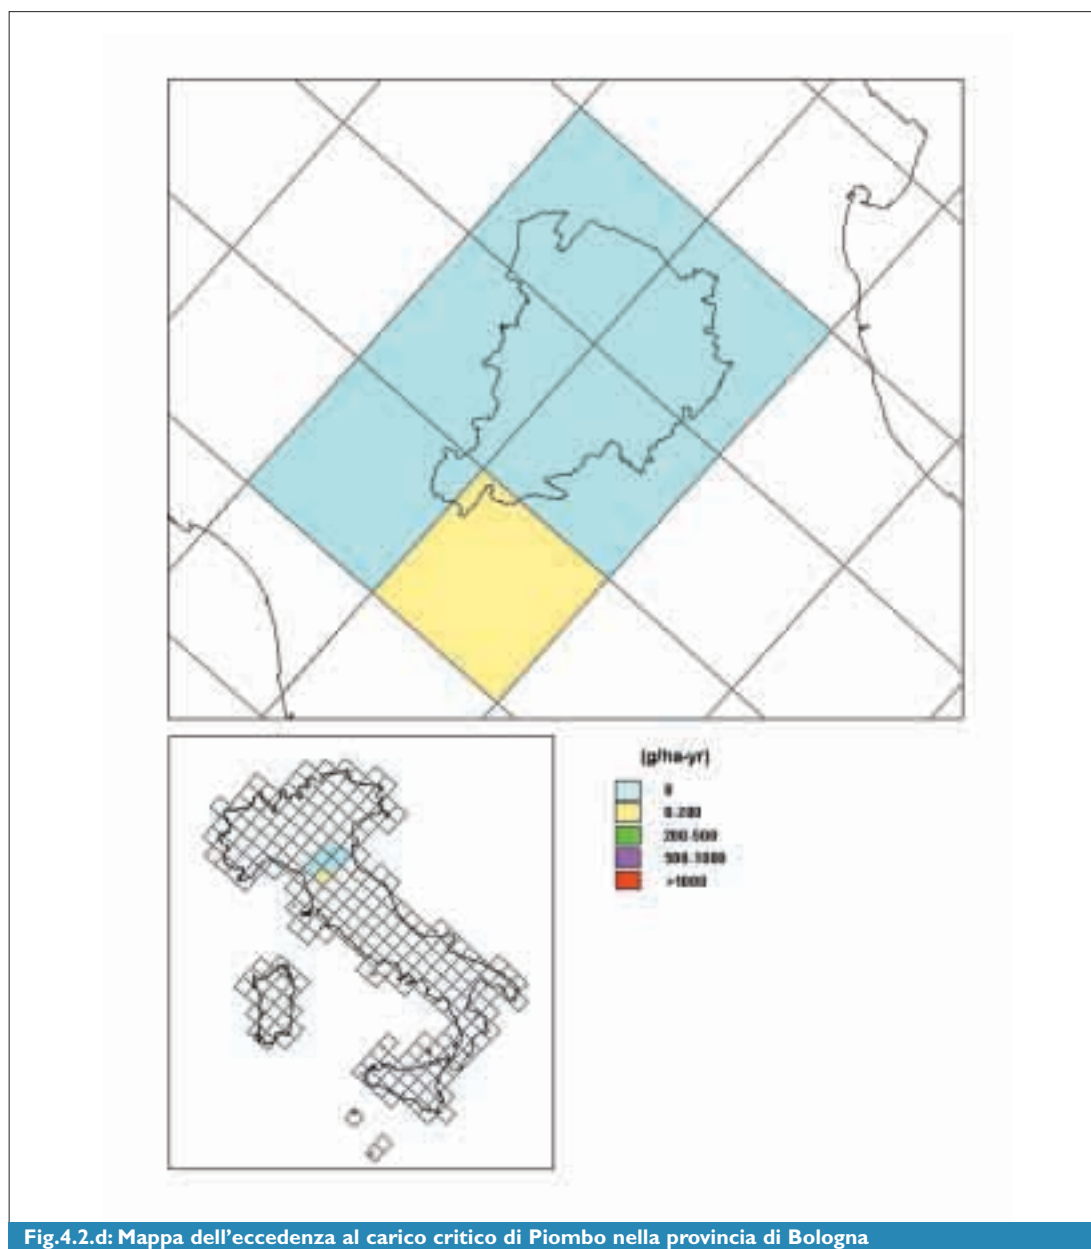 (g/ha-yr)
0
0-200
200-500
500-1000
>1000
Fig.4.2.d: Mappa dell'eccedenza al carico critico di Piombo nella provincia di Bologna